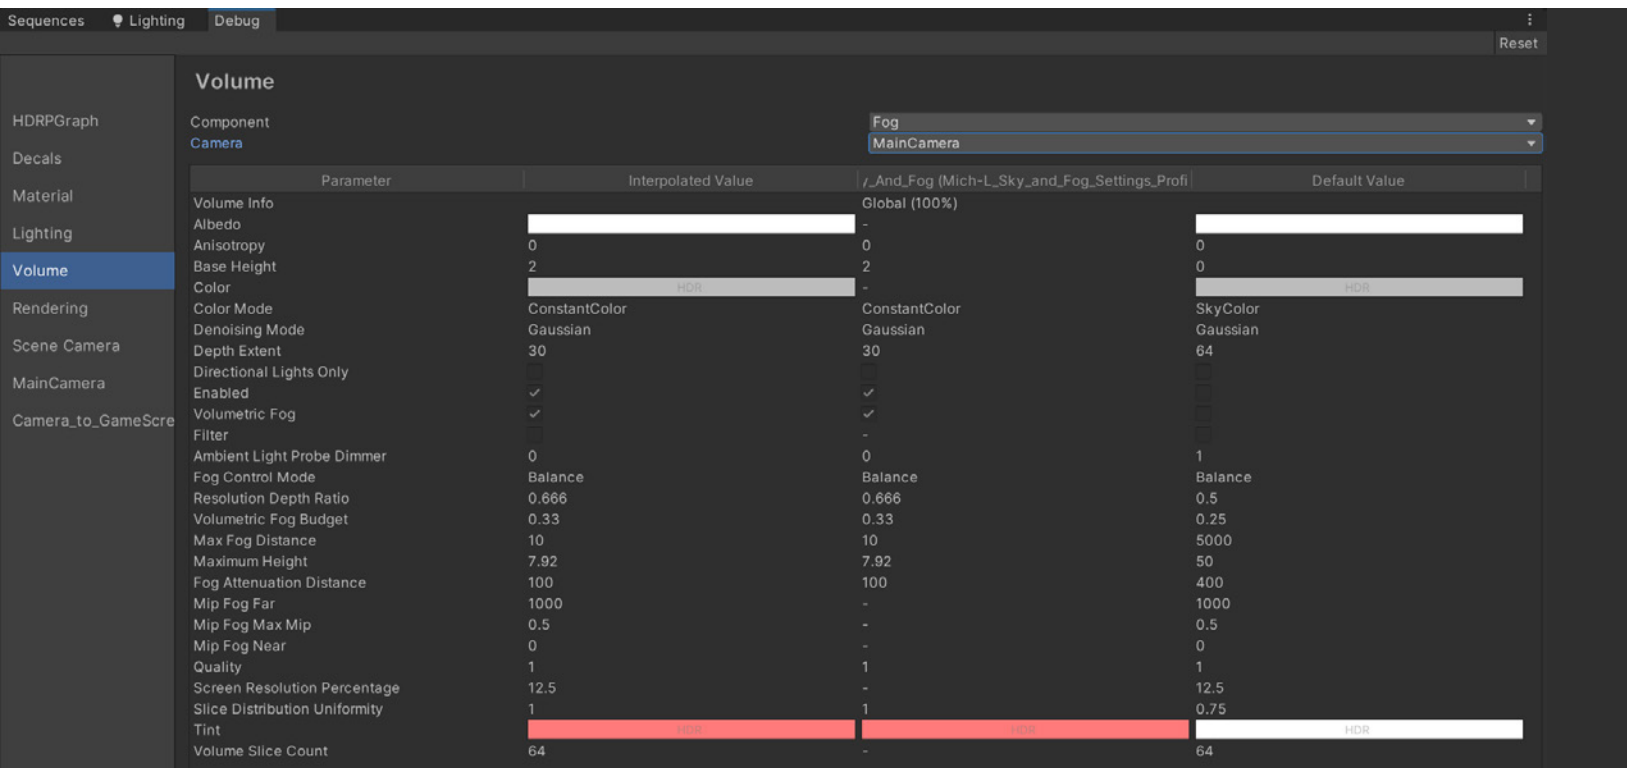 Sequences Lighting Debug
Reset
Volume
HDRPGraph
Decals
Material
Lighting
Volume
Rendering
Scene Camera
MainCamera
Camera_to_GameScre
Component Fog
Camera MainCamera
Parameter Interpolated Value y_And_Fog (Mich-L_Sky_and_Fog_Settings_Profi Default Value
Volume Info Global (100%)
Albedo -
Anisotropy 0 0 0
Base Height 2 2 0
Color HDR - HDR
Color Mode ConstantColor ConstantColor SkyColor
Denoising Mode Gaussian Gaussian Gaussian
Depth Extent 30 30 64
Directional Lights Only
Enabled
Volumetric Fog
Filter -
Ambient Light Probe Dimmer 0 0 1
Fog Control Mode Balance Balance Balance
Resolution Depth Ratio 0.666 0.666 0.5
Volumetric Fog Budget 0.33 0.33 0.25
Max Fog Distance 10 10 5000
Maximum Height 7.92 7.92 50
Fog Attenuation Distance 100 100 400
Mip Fog Far 1000 - 1000
Mip Fog Max Mip 0.5 - 0.5
Mip Fog Near 0 - 0
Quality 1 1 1
Screen Resolution Percentage 12.5 - 12.5
Slice Distribution Uniformity 1 1 0.75
Tint HDR HDR HDR
Volume Slice Count 64 - 64